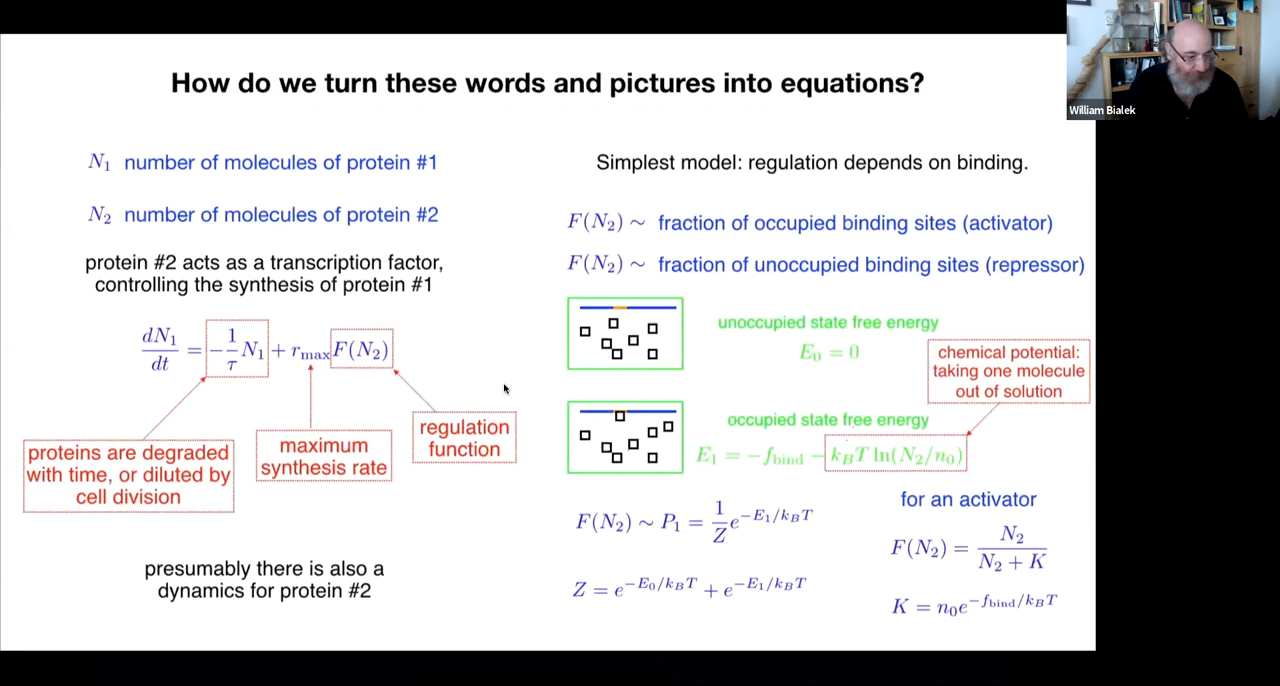 How do we turn these words and pictures into equations?
William Bialek
N₁ number of molecules of protein #1
N₂ number of molecules of protein #2
protein #2 acts as a transcription factor,
controlling the synthesis of protein #1
dN₁/dt = -1/τ N₁ + r_max F(N₂)
proteins are degraded
with time, or diluted by
cell division
maximum
synthesis rate
regulation
function
presumably there is also a
dynamics for protein #2
Simplest model: regulation depends on binding.
F(N₂) ~ fraction of occupied binding sites (activator)
F(N₂) ~ fraction of unoccupied binding sites (repressor)
unoccupied state free energy
E₀ = 0
chemical potential:
taking one molecule
out of solution
occupied state free energy
E₁ = -f_bind - k_BT ln(N₂/n₀)
F(N₂) ~ P₁ = 1/Z e^{-E₁/k_BT}
Z = e^{-E₀/k_BT} + e^{-E₁/k_BT}
for an activator
F(N₂) = N₂/(N₂ + K)
K = n₀e^{-f_bind/k_BT}